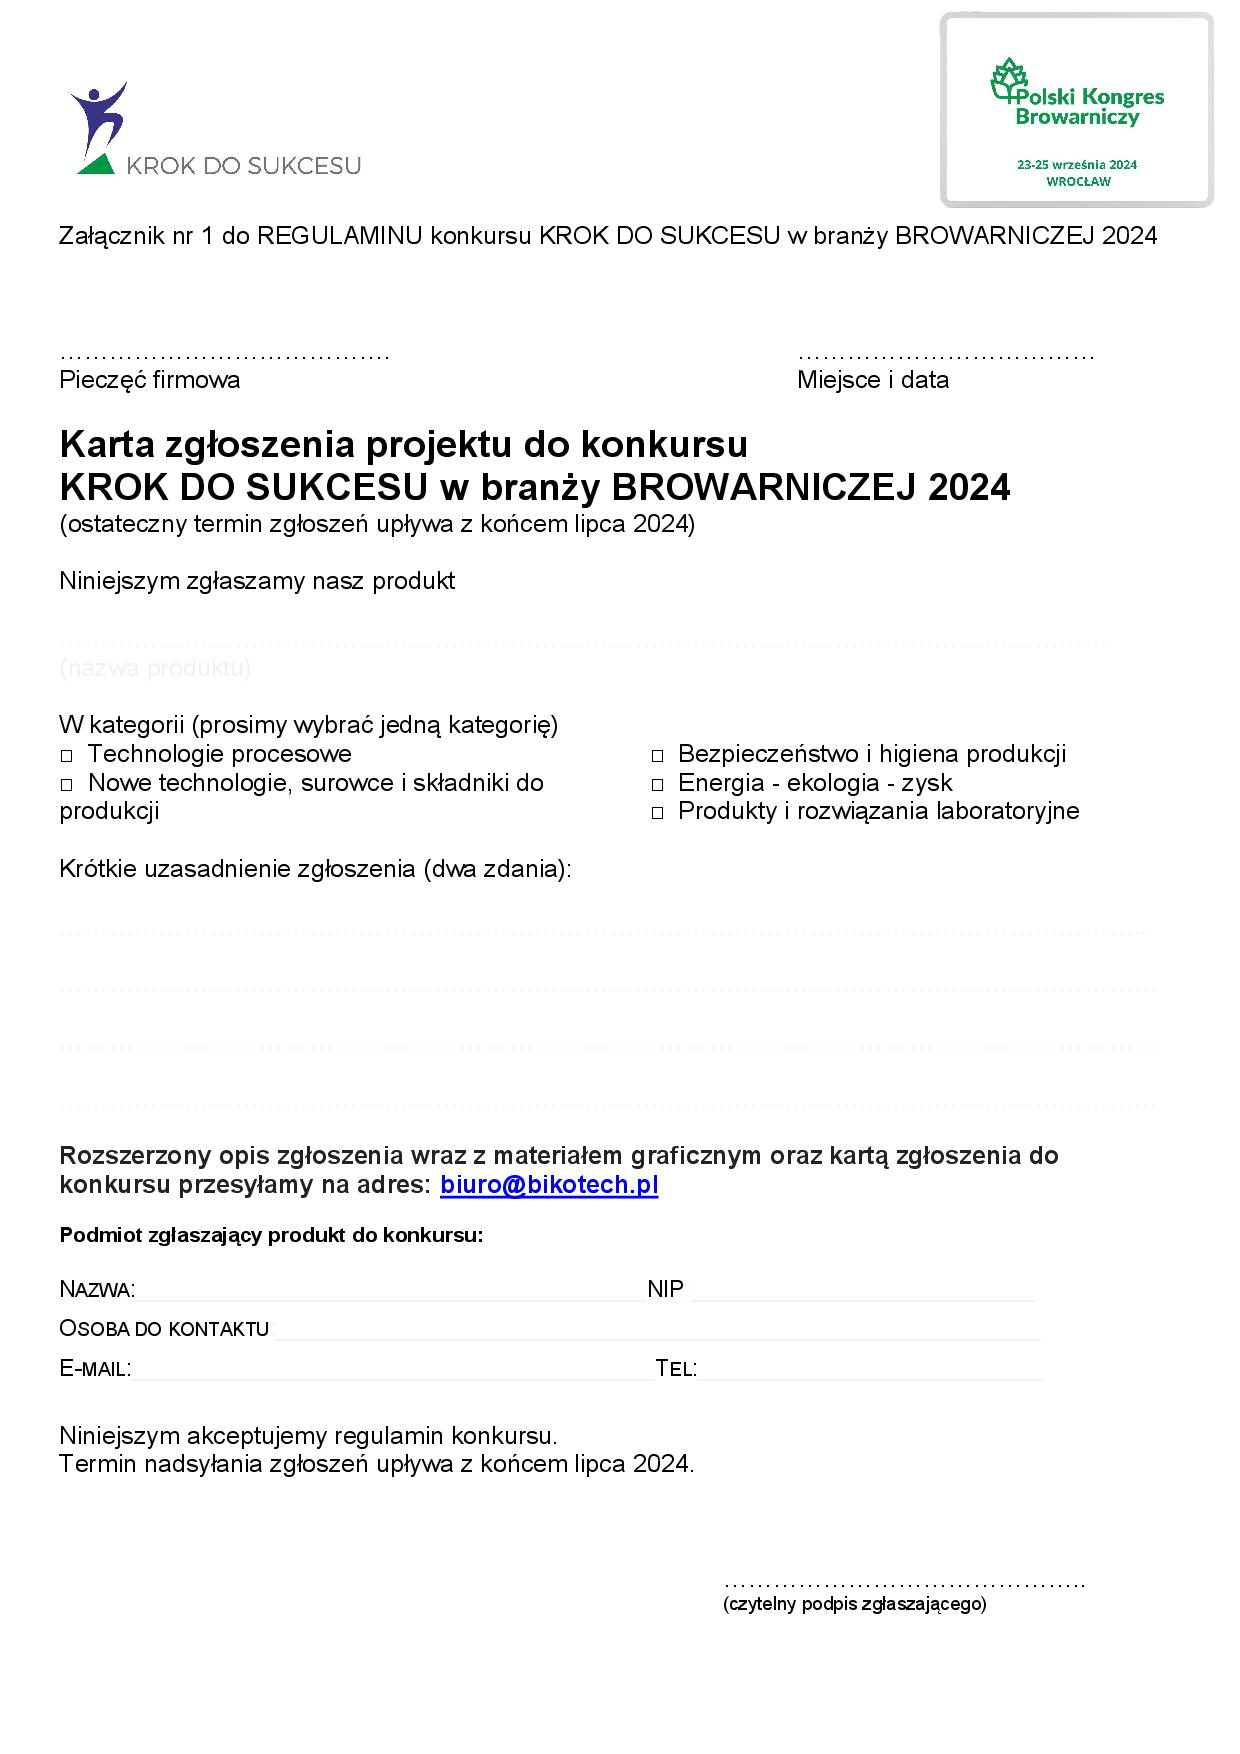 KROK DO SUKCESU
Polski Kongres
Browarniczy
23-25 września 2024
WROCŁAW
Załącznik nr 1 do REGULAMINU konkursu KROK DO SUKCESU w branży BROWARNICZEJ 2024
………………………………….
……………………………….
Pieczęć firmowa
Miejsce i data
Karta zgłoszenia projektu do konkursu
KROK DO SUKCESU w branży BROWARNICZEJ 2024
(ostateczny termin zgłoszeń upływa z końcem lipca 2024)
Niniejszym zgłaszamy nasz produkt
(nazwa produktu)
W kategorii (prosimy wybrać jedną kategorię)
□ Technologie procesowe
□ Nowe technologie, surowce i składniki do
produkcji
□ Bezpieczeństwo i higiena produkcji
□ Energia - ekologia - zysk
□ Produkty i rozwiązania laboratoryjne
Krótkie uzasadnienie zgłoszenia (dwa zdania):
Rozszerzony opis zgłoszenia wraz z materiałem graficznym oraz kartą zgłoszenia do
konkursu przesyłamy na adres: biuro@bikotech.pl
Podmiot zgłaszający produkt do konkursu:
NAZWA: NIP
OSOBA DO KONTAKTU
E-MAIL: TEL:
Niniejszym akceptujemy regulamin konkursu.
Termin nadsyłania zgłoszeń upływa z końcem lipca 2024.
……………………………………..
(czytelny podpis zgłaszającego)